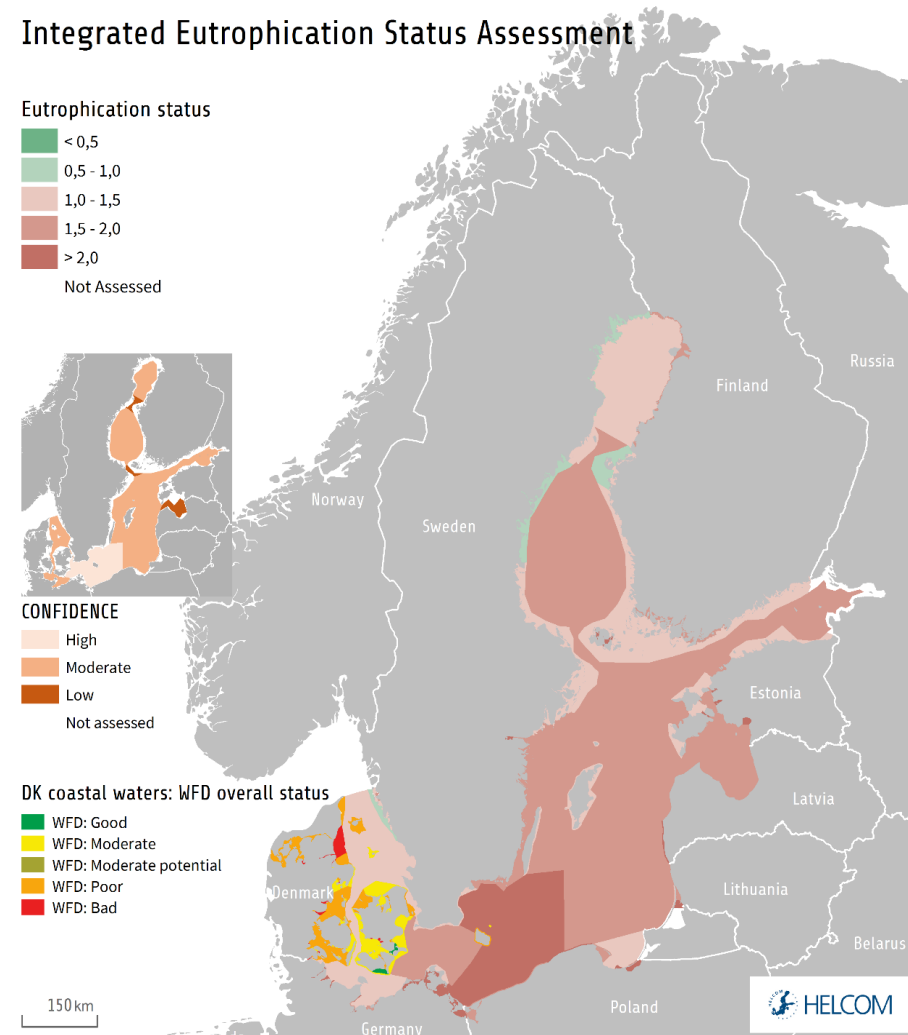 Integrated Eutrophication Status Assessment
Eutrophication status
< 0,5
0,5 - 1,0
1,0 - 1,5
1,5 - 2,0
> 2,0
Not Assessed
Russia
Finland
Norway
Sweden
CONFIDENCE
High
Moderate
Low
Not assessed
Estonia
DK coastal waters: WFD overall status
Latvia
WFD: Good
WFD: Moderate
WFD: Moderate potential
WFD: Poor
WFD: Bad
Denmark
Lithuania
Belarus
150 km
Poland
Germany
HELCOM